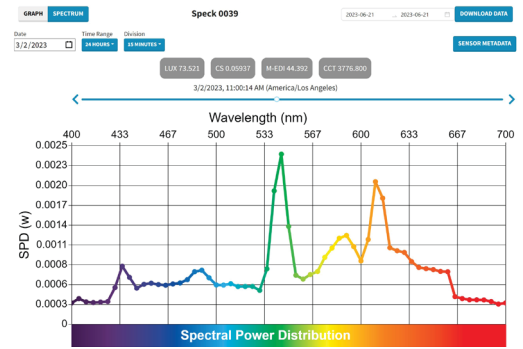 GRAPH SPECTRUM
Speck 0039
2023-06-21 ... 2023-06-21
DOWNLOAD DATA
Date
3/2/2023
Time Range
24 HOURS
Division
15 MINUTES
SENSOR METADATA
LUX 73.521 CS 0.05937 M-EDI 44.392 CCT 3776.800
3/2/2023, 11:00:14 AM (America/Los Angeles)
Wavelength (nm)
400 433 467 500 533 567 600 633 667 700
SPD (w)
0.0025
0.0023
0.0020
0.0017
0.0014
0.0011
0.0008
0.0006
0.0003
0
Spectral Power Distribution